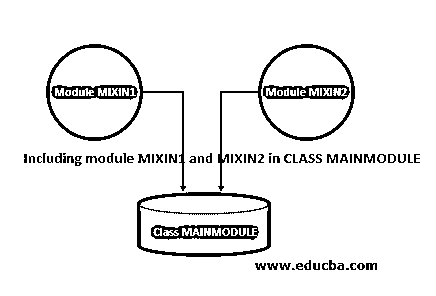 Module MIXIN1
Module MIXIN2
Including module MIXIN1 and MIXIN2 in CLASS MAINMODULE
Class MAINMODULE
www.educba.com